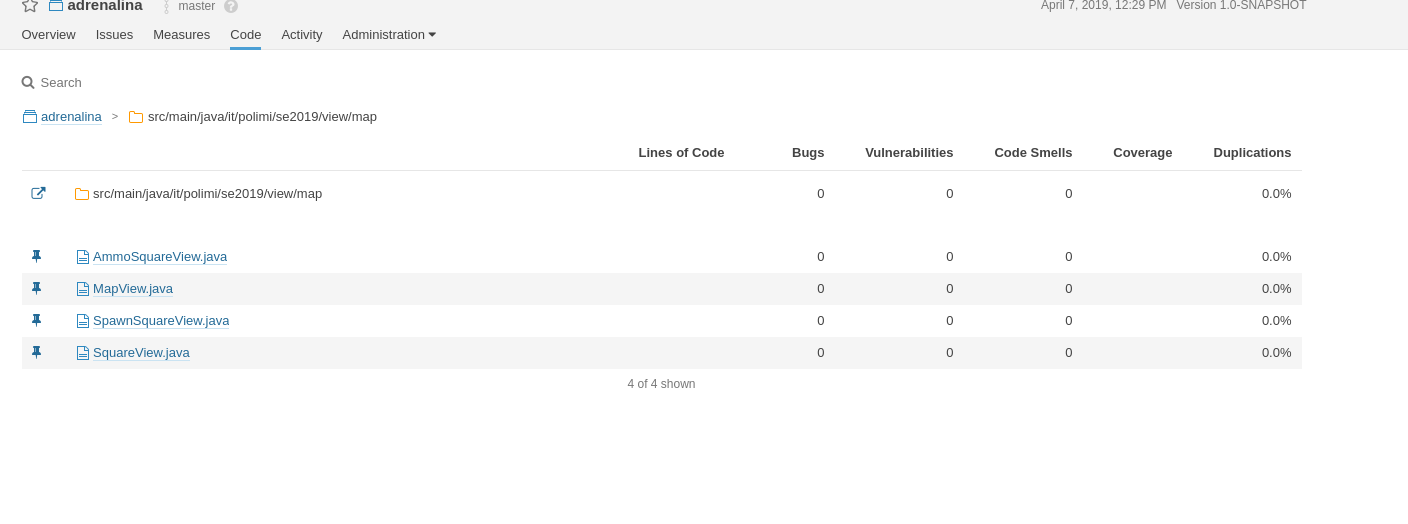 adrenalina master ? April 7, 2019, 12:29 PM Version 1.0-SNAPSHOT
Overview Issues Measures Code Activity Administration
Search
adrenalina > src/main/java/it/polimi/se2019/view/map
Lines of Code Bugs Vulnerabilities Code Smells Coverage Duplications
src/main/java/it/polimi/se2019/view/map 0 0 0 0.0%
AmmoSquareView.java 0 0 0 0.0%
MapView.java 0 0 0 0.0%
SpawnSquareView.java 0 0 0 0.0%
SquareView.java 0 0 0 0.0%
4 of 4 shown